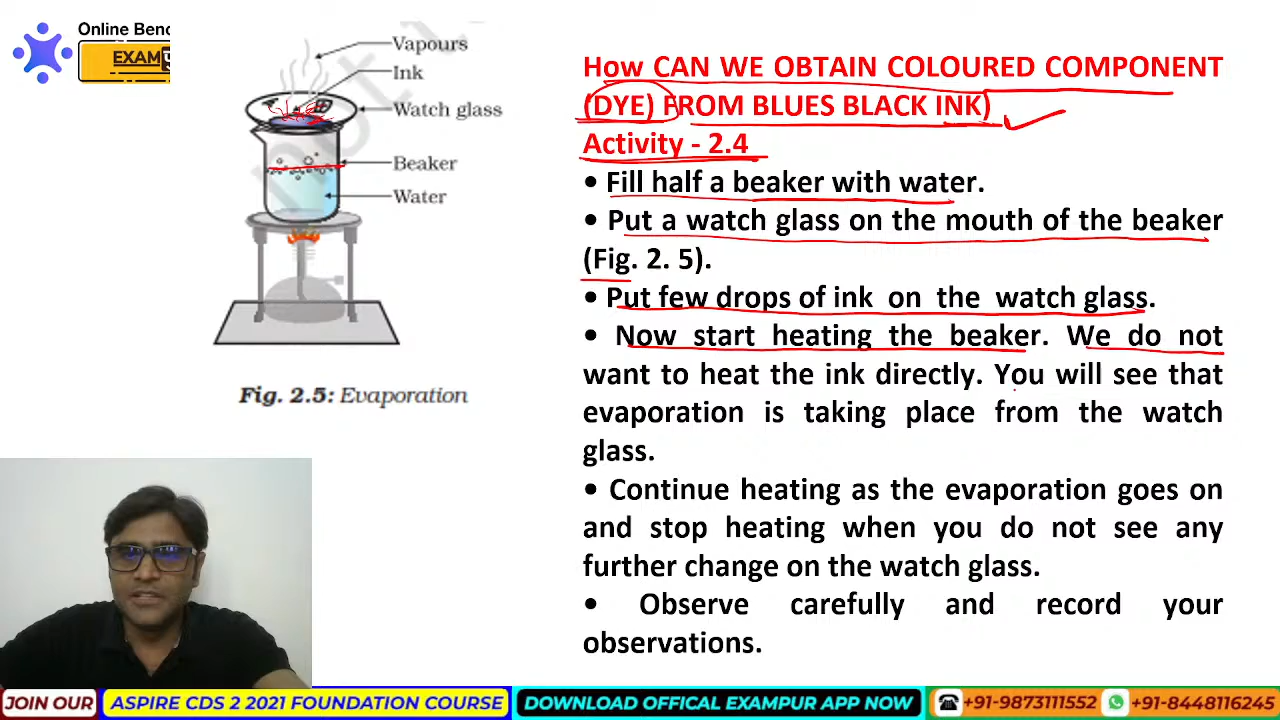 Online Benc
EXAM
Vapours
Ink
Watch glass
Beaker
Water
Fig. 2.5: Evaporation
How CAN WE OBTAIN COLOURED COMPONENT
(DYE) FROM BLUES BLACK INK)
Activity - 2.4
• Fill half a beaker with water.
• Put a watch glass on the mouth of the beaker
(Fig. 2. 5).
• Put few drops of ink on the watch glass.
• Now start heating the beaker. We do not
want to heat the ink directly. You will see that
evaporation is taking place from the watch
glass.
• Continue heating as the evaporation goes on
and stop heating when you do not see any
further change on the watch glass.
• Observe carefully and record your
observations.
JOIN OUR
ASPIRE CDS 2 2021 FOUNDATION COURSE
DOWNLOAD OFFICAL EXAMPUR APP NOW
+91-9873111552
+91-8448116245